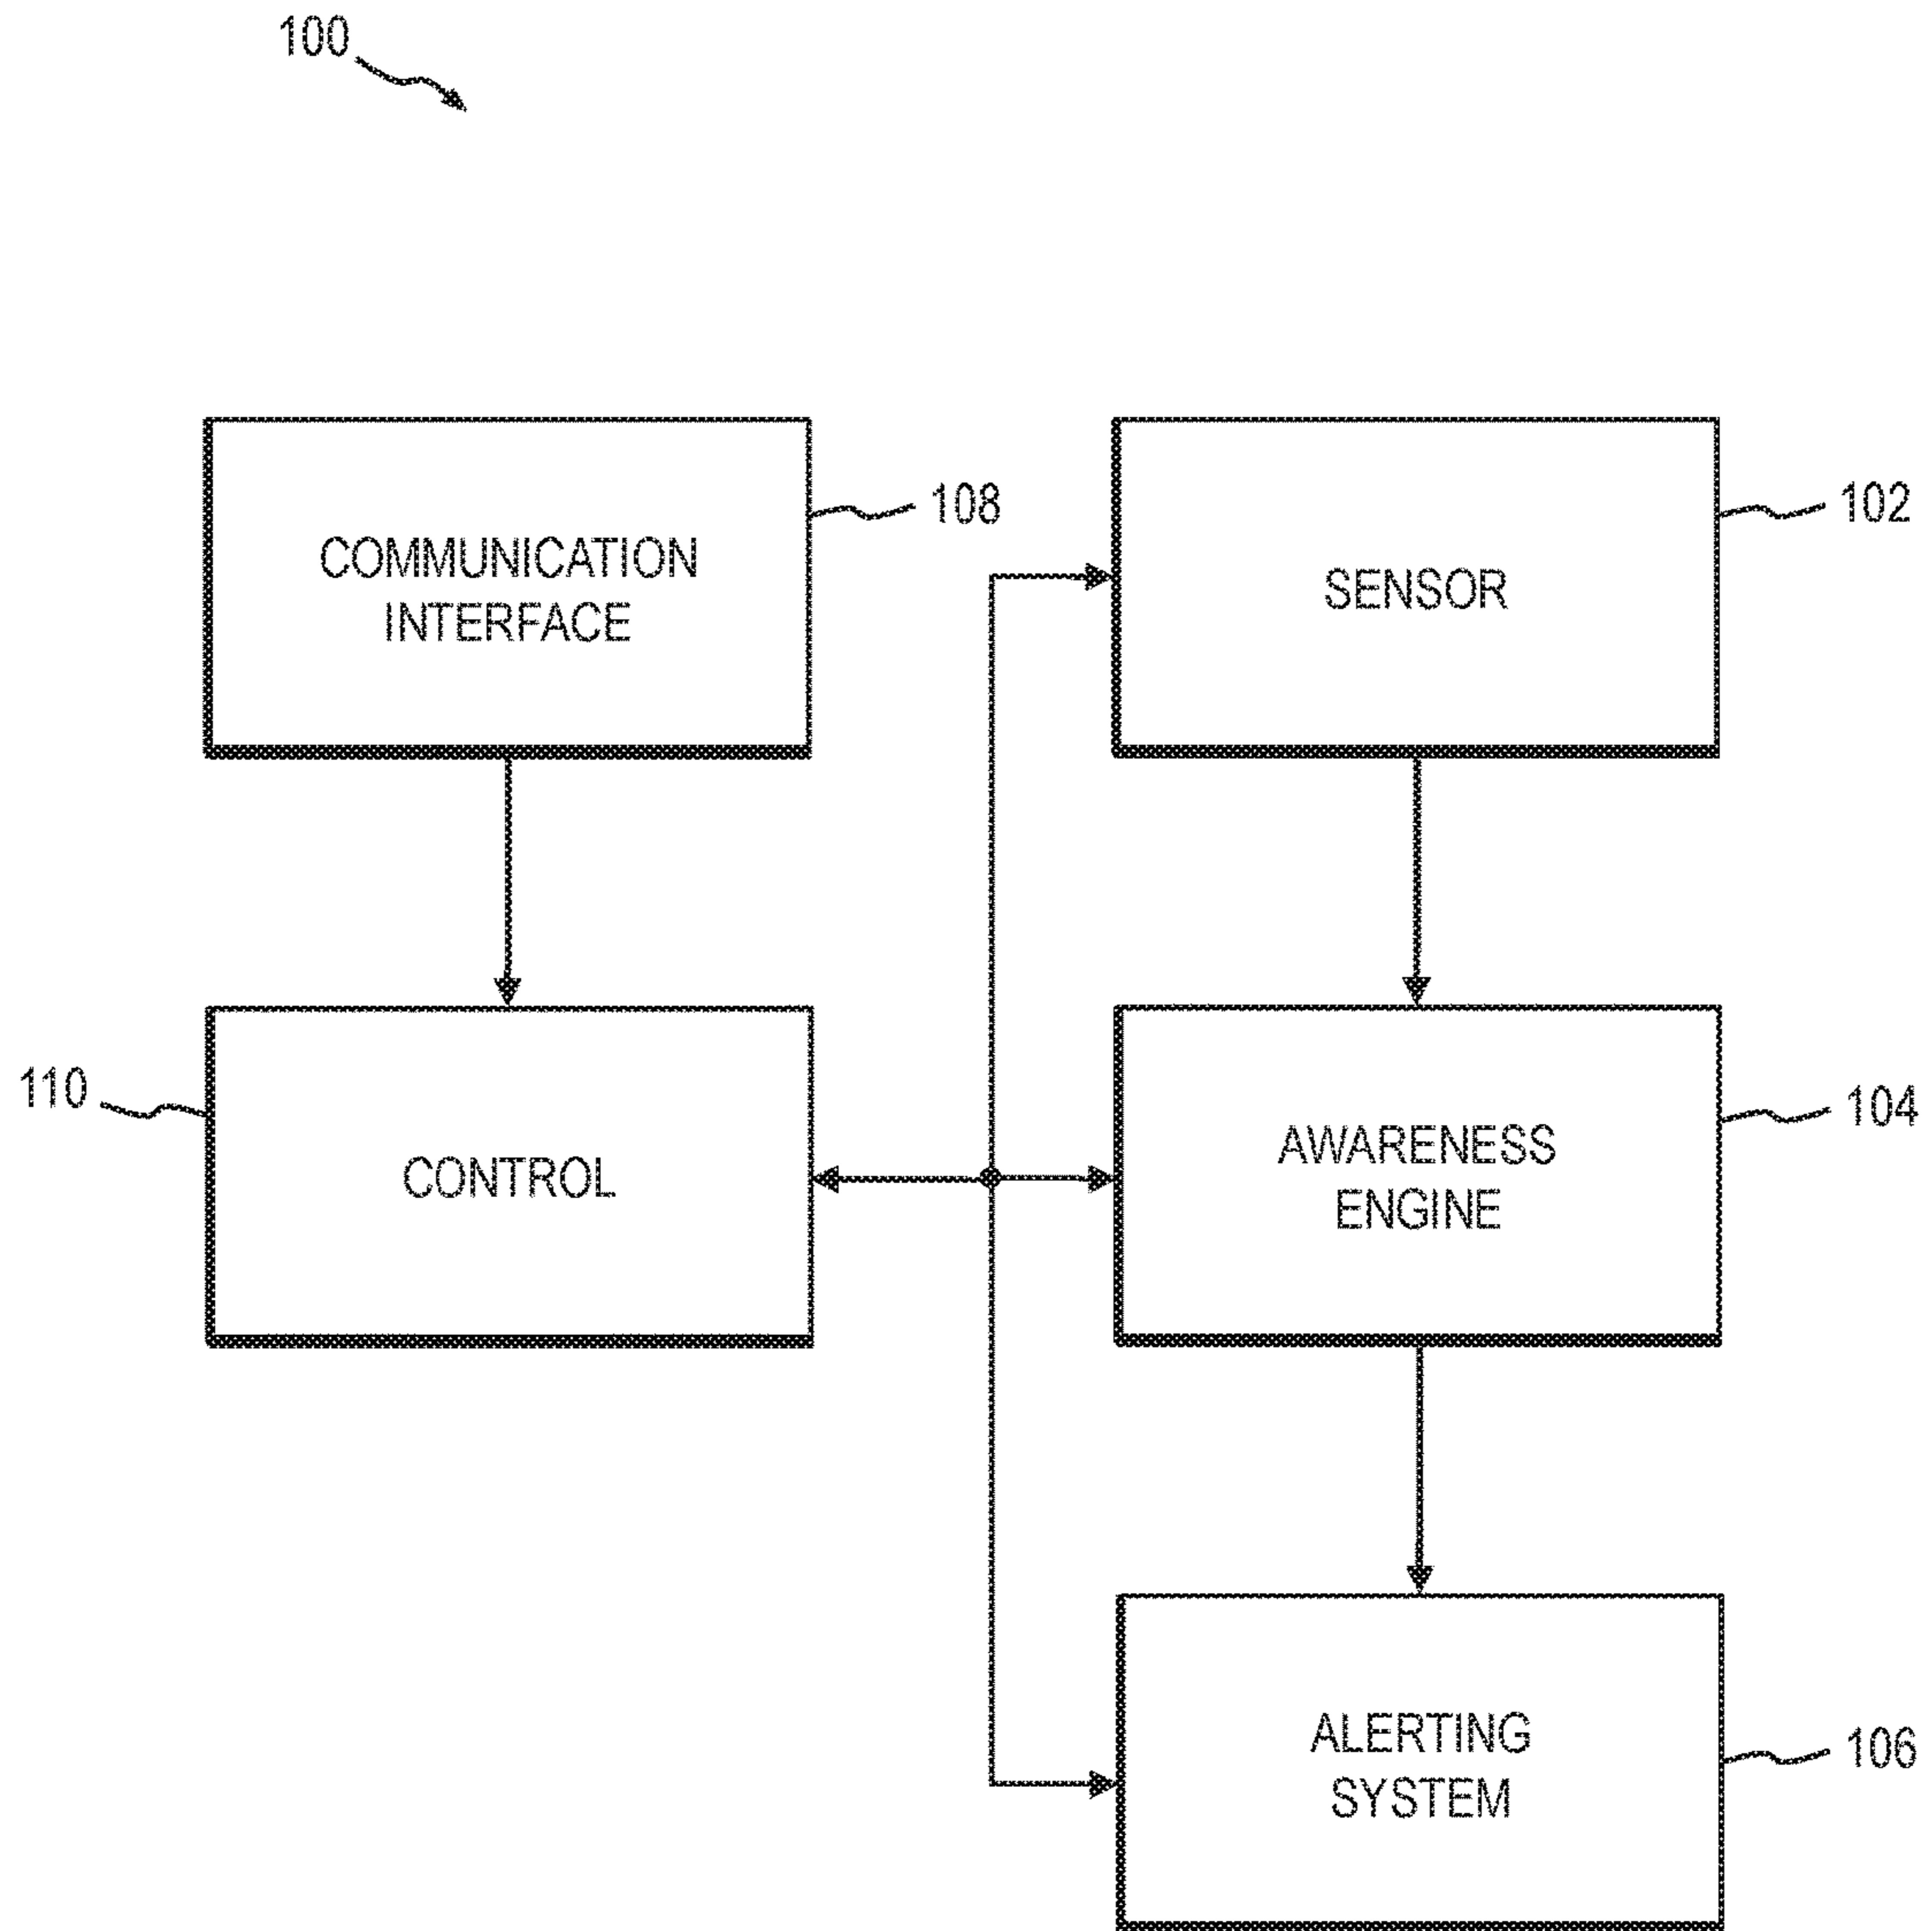 100
COMMUNICATION
INTERFACE
108
SENSOR
102
110
CONTROL
AWARENESS
ENGINE
104
ALERTING
SYSTEM
106